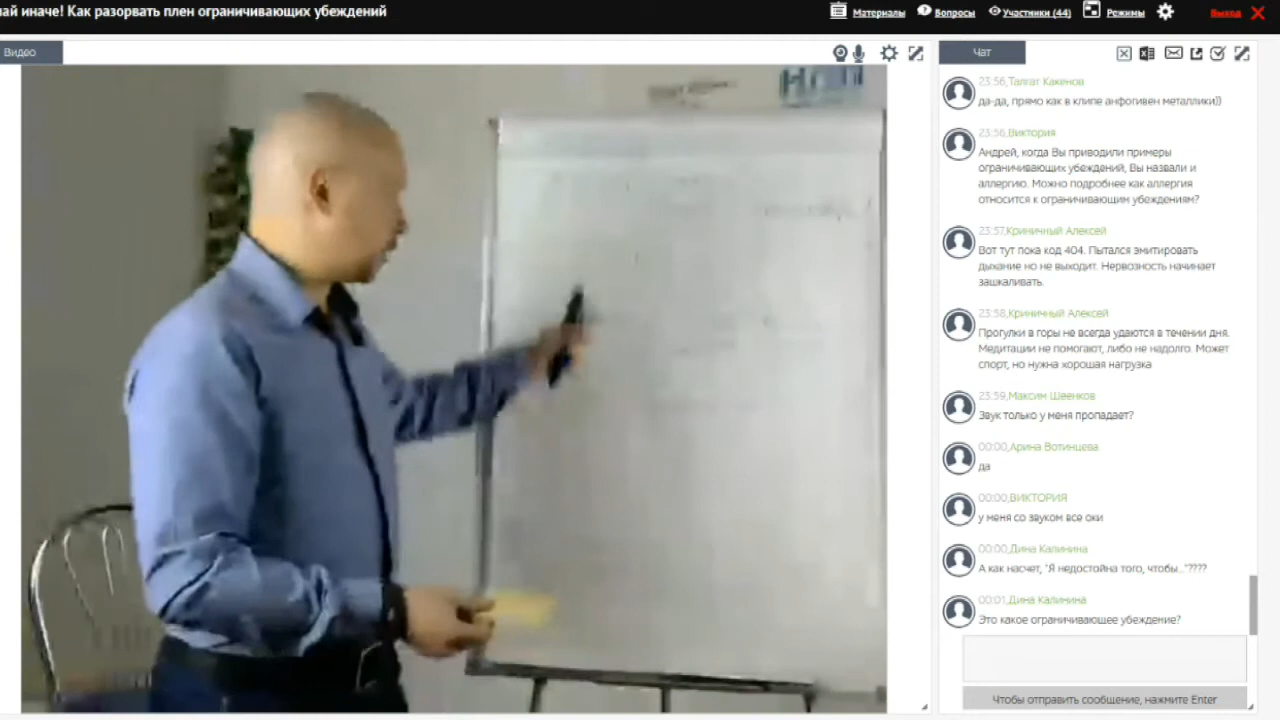 ай иначе! Как разорвать плен ограничивающих убеждений
Материалы
Вопросы
Участники (44)
Режимы
Выход
Видео
Чат
23:56, Талгат Какенов
да-да, прямо как в клипе анфогивен металлики))
23:56, Виктория
Андрей, когда Вы приводили примеры
ограничивающих убеждений, Вы назвали и
аллергию. Можно подробнее как аллергия
относится к ограничивающим убеждениям?
23:57, Криничный Алексей
Вот тут пока код 404. Пытался эмитировать
дыхание но не выходит. Нервозность начинает
зашкаливать.
23:58, Криничный Алексей
Прогулки в горы не всегда удаются в течении дня.
Медитации не помогают, либо не надолго. Может
спорт, но нужна хорошая нагрузка
23:59, Максим Шеенков
Звук только у меня пропадает?
00:00, Арина Вотинцева
да
00:00, ВИКТОРИЯ
у меня со звуком все оки
00:00, Дина Калинина
А как насчет, "Я недостойна того, чтобы..."????
00:01, Дина Калинина
Это какое ограничивающее убеждение?
Чтобы отправить сообщение, нажмите Enter